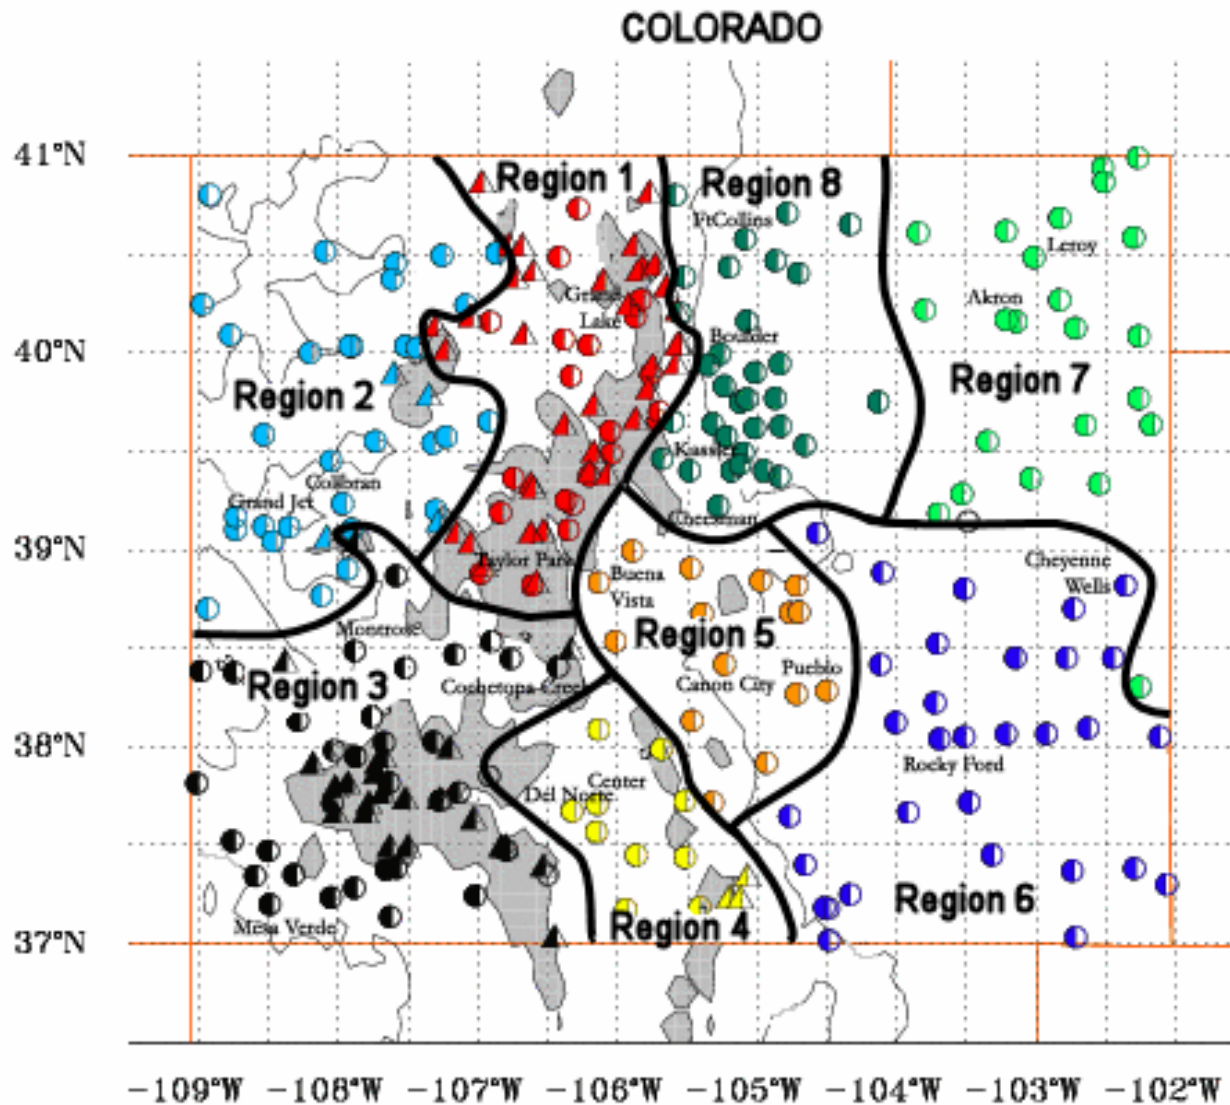 COLORADO
41°N
Region 1
Region 8
FtCollins
Leroy
Akron
Grand
Lake
Boulder
40°N
Region 2
Region 7
Kassler
Collbran
Grand Jct
Cheesman
39°N
Taylor Park
Buena
Vista
Cheyenne
Wells
Montrose
Region 5
Pueblo
Region 3
Cochetopa Creek
Canon City
38°N
Rocky Ford
Center
Del Norte
Region 6
Mesa Verde
Region 4
37°N
-109°W -108°W -107°W -106°W -105°W -104°W -103°W -102°W